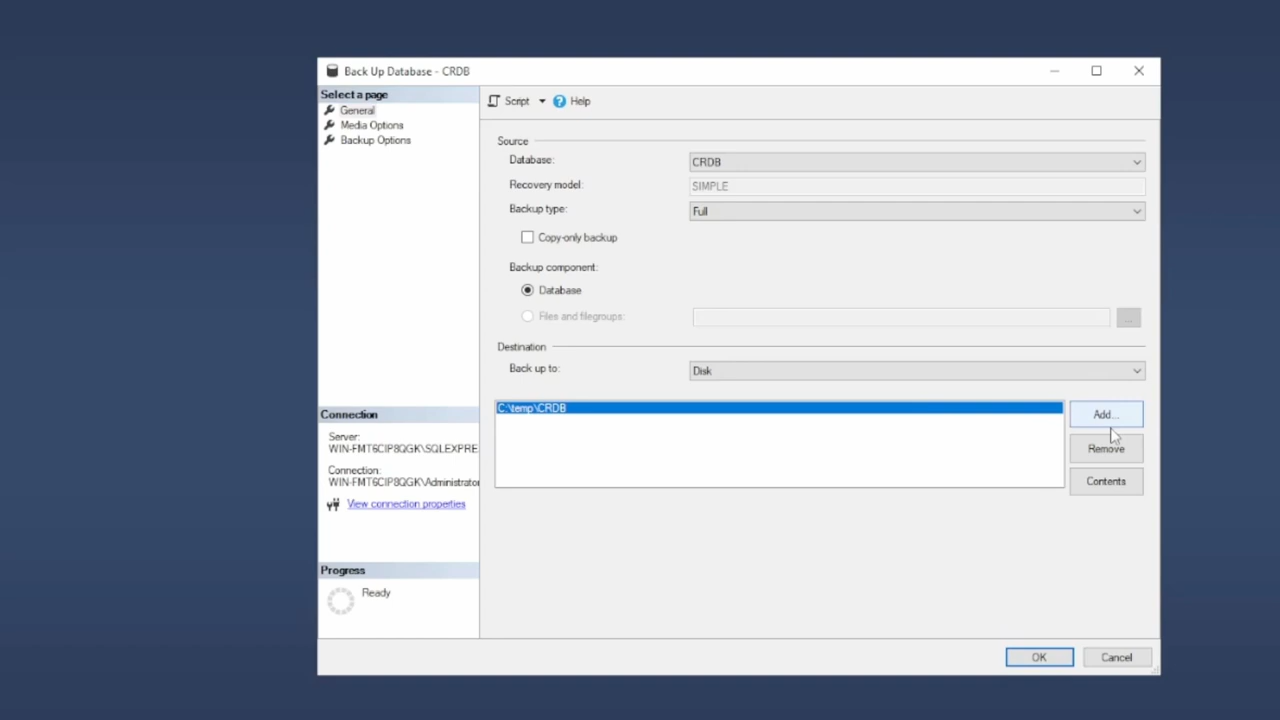 Back Up Database - CRDB
Select a page
General
Media Options
Backup Options
Script
Help
Source
Database:
CRDB
Recovery model:
SIMPLE
Backup type:
Full
Copy-only backup
Backup component:
Database
Files and filegroups:
...
Destination
Back up to:
Disk
C:\temp\CRDB
Add...
Remove
Contents
Connection
Server:
WIN-FMT6CIP8QGK\SQLEXPRE
Connection:
WIN-FMT6CIP8QGK\Administrator
View connection properties
Progress
Ready
OK
Cancel